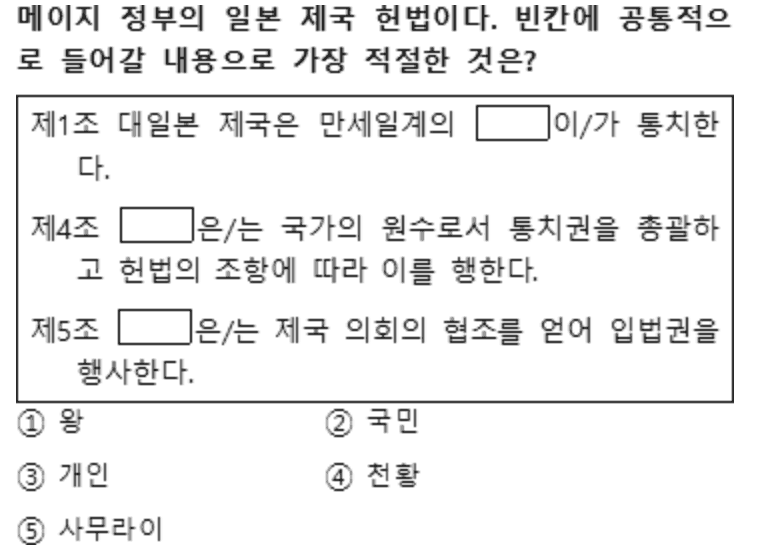 메이지 정부의 일본 제국 헌법이다. 빈칸에 공통적으
로 들어갈 내용으로 가장 적절한 것은?
제1조 대일본 제국은 만세일계의 이/가 통치한
다.
제4조 은/는 국가의 원수로서 통치권을 총괄하
고 헌법의 조항에 따라 이를 행한다.
제5조 은/는 제국 의회의 협조를 얻어 입법권을
행사한다.
① 왕 ② 국민
③ 개인 ④ 천황
⑤ 사무라이